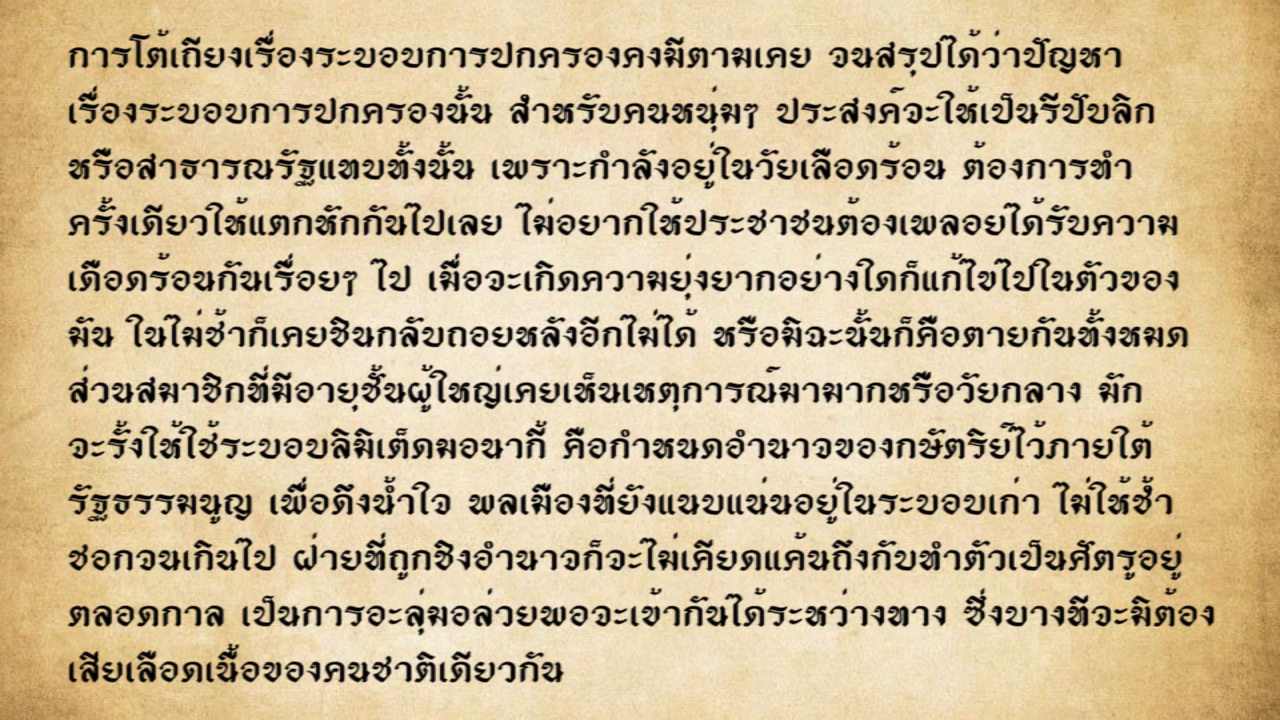 การโต้เถียงเรื่องระบอบการปกครองคงมีตามเคย จนสรุปได้ว่าปัญหา
เรื่องระบอบการปกครองนั้น สำหรับคนหนุ่มๆ ประสงค์จะให้เป็นรีปับบลิก
หรือสาธารณรัฐแทบทั้งนั้น เพราะกำลังอยู่ในวัยเลือดร้อน ต้องการทำ
ครั้งเดียวให้แตกหักกันไปเลย ไม่อยากให้ประชาชนต้องเพลอยได้รับความ
เดือดร้อนกันเรื่อยๆ ไป เมื่อจะเกิดความยุ่งยากอย่างใดก็แก้ไขไปในตัวของ
มัน ในไม่ช้าก็เคยชินกลับถอยหลังอีกไม่ได้ หรือมิฉะนั้นก็คือตายกันทั้งหมด
ส่วนสมาชิกที่มีอายุชั้นผู้ใหญ่เคยเห็นเหตุการณ์มามากหรือวัยกลาง มัก
จะรั้งให้ใช้ระบอบลิมิเต็ดมอนากี้ คือกำหนดอำนาจของกษัตริย์ไว้ภายใต้
รัฐธรรมนูญ เพื่อดึงน้ำใจ พลเมืองที่ยังแนบแน่นอยู่ในระบอบเก่า ไม่ให้ช้ำ
ชอกจนเกินไป ฝ่ายที่ถูกชิงอำนาจก็จะไม่เคียดแค้นถึงกับทำตัวเป็นศัตรูอยู่
ตลอดกาล เป็นการอะลุ่มอล่วยพอจะเข้ากันได้ระหว่างทาง ซึ่งบางทีจะมิต้อง
เสียเลือดเนื้อของคนชาติเดียวกัน